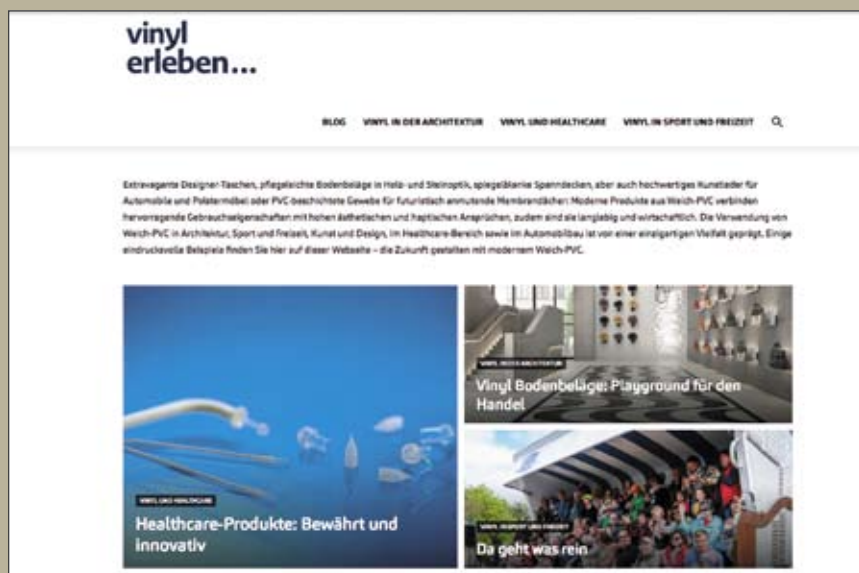 vinyl
erleben...
BLOG VINYL IN DER ARCHITEKTUR VINYL UND HEALTHCARE VINYL IN SPORT UND FREIZEIT
Extravagante Designer-Taschen, pflegeleichte Bodenbeläge in Holz- und Steinoptik, spiegelblanke Spanndecken, aber auch hochwertiges Kunstleder für
Automobile und Polstermöbel oder PVC-beschichtete Gewebe für futuristisch anmutende Membrandächer: Moderne Produkte aus Weich-PVC verbinden
hervorragende Gebrauchseigenschaften mit hohen ästhetischen und haptischen Ansprüchen, zudem sind sie langlebig und wirtschaftlich. Die Verwendung von
Weich-PVC in Architektur, Sport und Freizeit, Kunst und Design, im Healthcare-Bereich sowie im Automobilbau ist von einer einzigartigen Vielfalt geprägt. Einige
eindrucksvolle Beispiele finden Sie hier auf dieser Webseite – die Zukunft gestalten mit modernem Weich-PVC.
VINYL IN DER ARCHITEKTUR
Vinyl Bodenbeläge: Playground für den
Handel
VINYL UND HEALTHCARE
Healthcare-Produkte: Bewährt und
innovativ
VINYL IN SPORT UND FREIZEIT
Da geht was rein